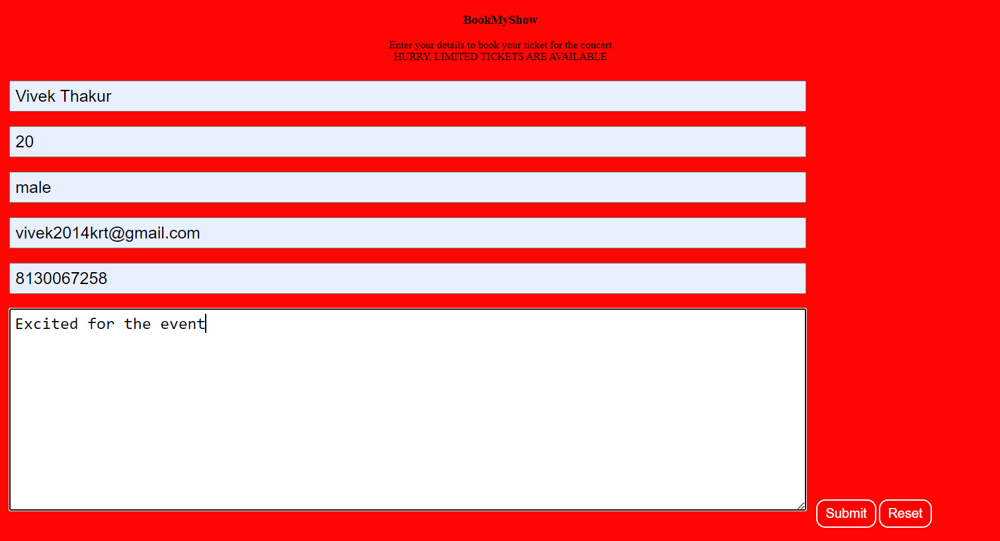 BookMyShow
Enter your details to book your ticket for the concert
HURRY, LIMITED TICKETS ARE AVAILABLE
Vivek Thakur
20
male
vivek2014krt@gmail.com
8130067258
Excited for the event
Submit Reset